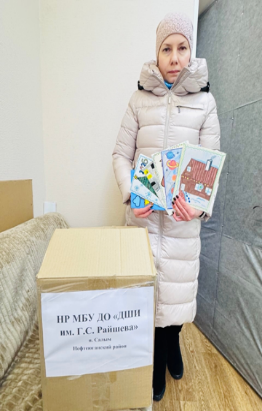 НР МБУ ДО «ДШИ
им. Г.С. Райшева»
п. Салым
Нефтеюганский район